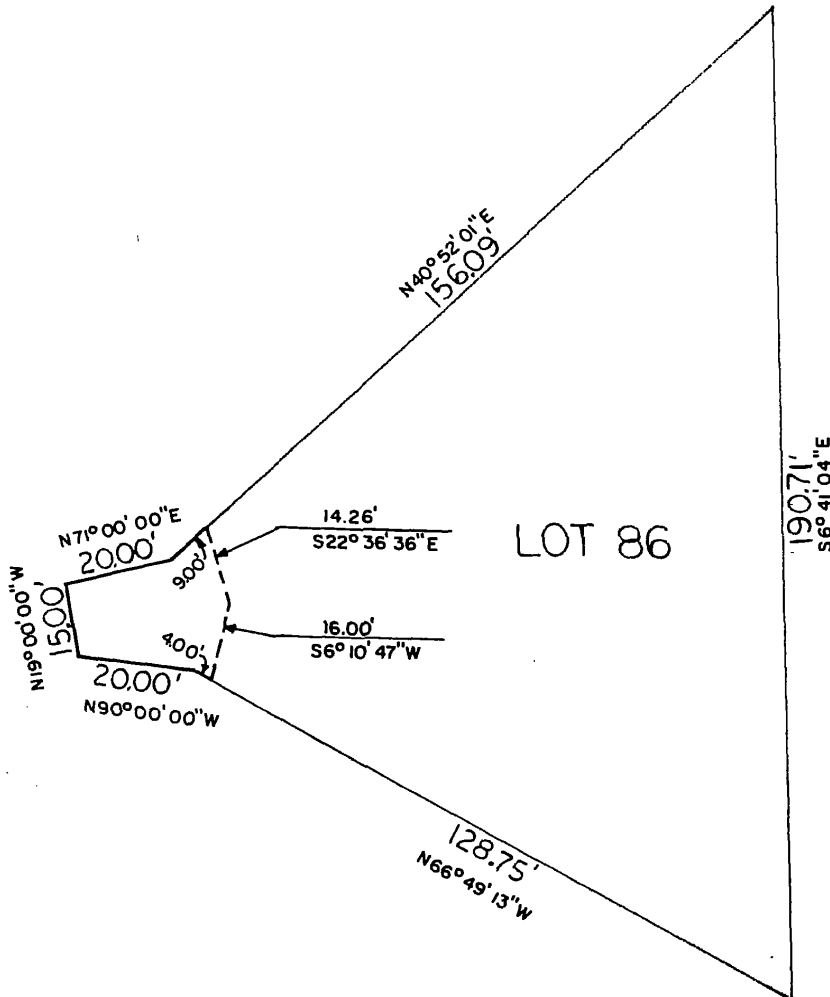 N40°52'01"E
156.09'
190.71'
S6°41'04"E
N71°00'00"E
20.00'
14.26'
S22°36'36"E
LOT 86
9.00'
N19°00'00"W
15.00'
16.00'
S6°10'47"W
4.00'
20.00'
N90°00'00"W
128.75'
N66°49'13"W